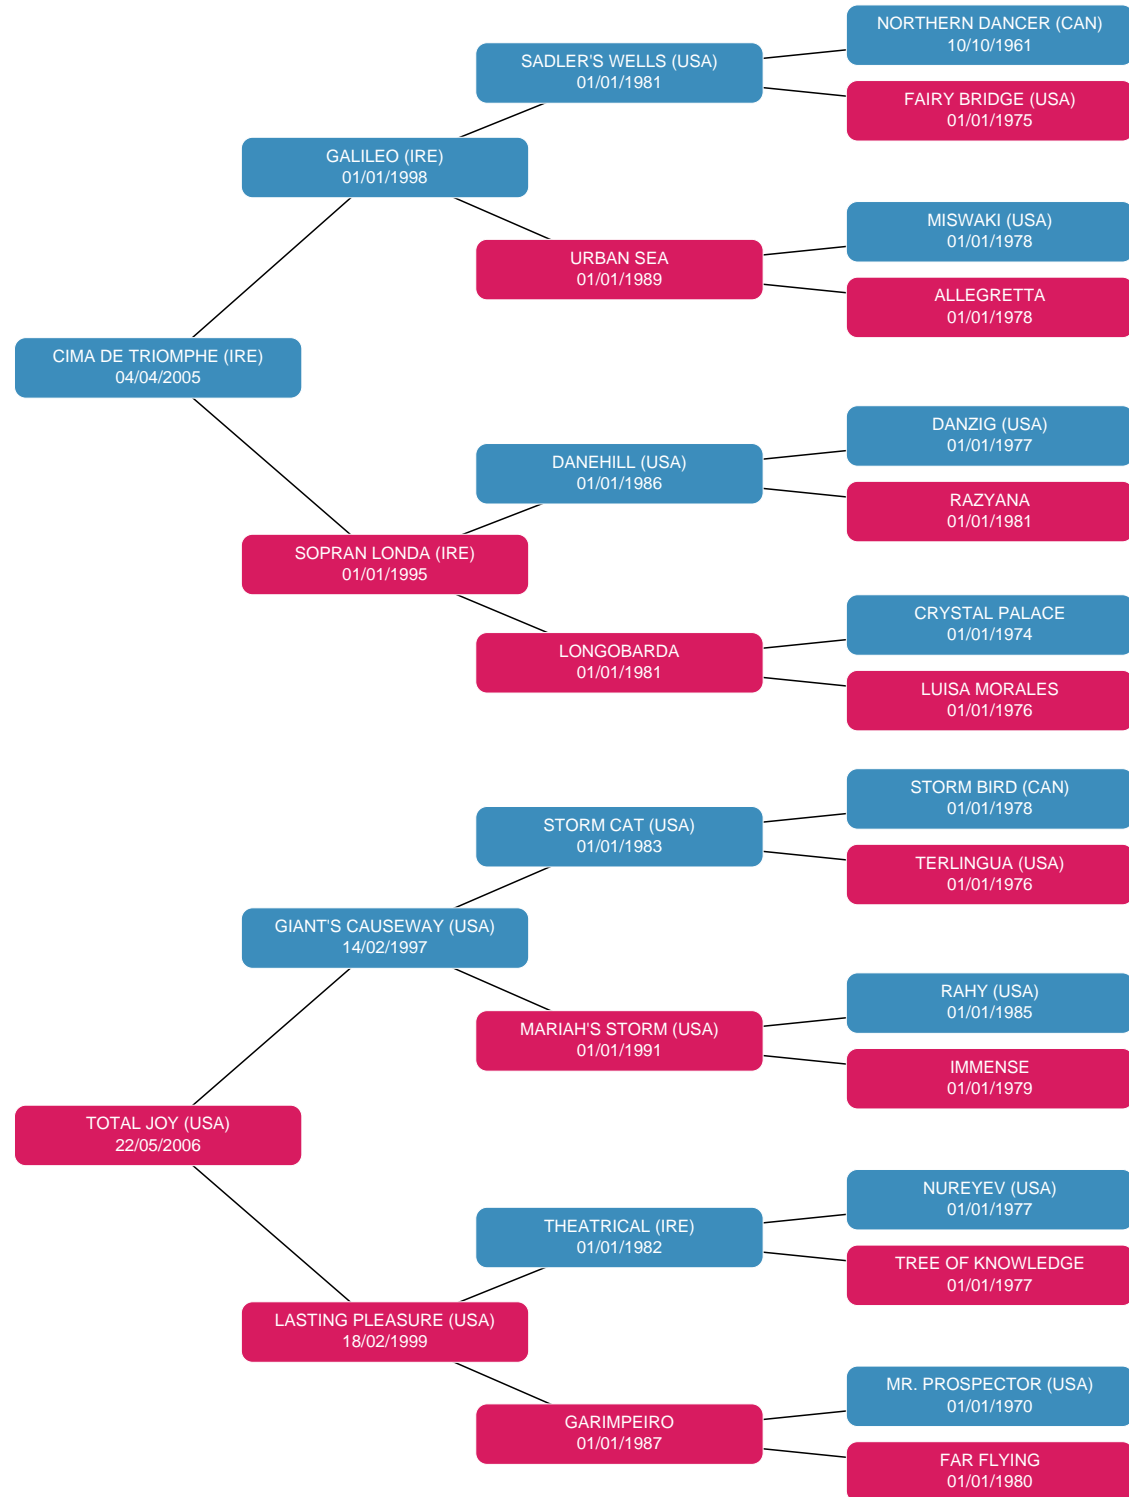 NORTHERN DANCER (CAN)
10/10/1961
SADLER'S WELLS (USA)
01/01/1981
FAIRY BRIDGE (USA)
01/01/1975
GALILEO (IRE)
01/01/1998
MISWAKI (USA)
01/01/1978
URBAN SEA
01/01/1989
ALLEGRETTA
01/01/1978
CIMA DE TRIOMPHE (IRE)
04/04/2005
DANZIG (USA)
01/01/1977
DANEHILL (USA)
01/01/1986
RAZYANA
01/01/1981
SOPRAN LONDA (IRE)
01/01/1995
CRYSTAL PALACE
01/01/1974
LONGOBARDA
01/01/1981
LUISA MORALES
01/01/1976
STORM BIRD (CAN)
01/01/1978
STORM CAT (USA)
01/01/1983
TERLINGUA (USA)
01/01/1976
GIANT'S CAUSEWAY (USA)
14/02/1997
RAHY (USA)
01/01/1985
MARIAH'S STORM (USA)
01/01/1991
IMMENSE
01/01/1979
TOTAL JOY (USA)
22/05/2006
NUREYEV (USA)
01/01/1977
THEATRICAL (IRE)
01/01/1982
TREE OF KNOWLEDGE
01/01/1977
LASTING PLEASURE (USA)
18/02/1999
MR. PROSPECTOR (USA)
01/01/1970
GARIMPEIRO
01/01/1987
FAR FLYING
01/01/1980